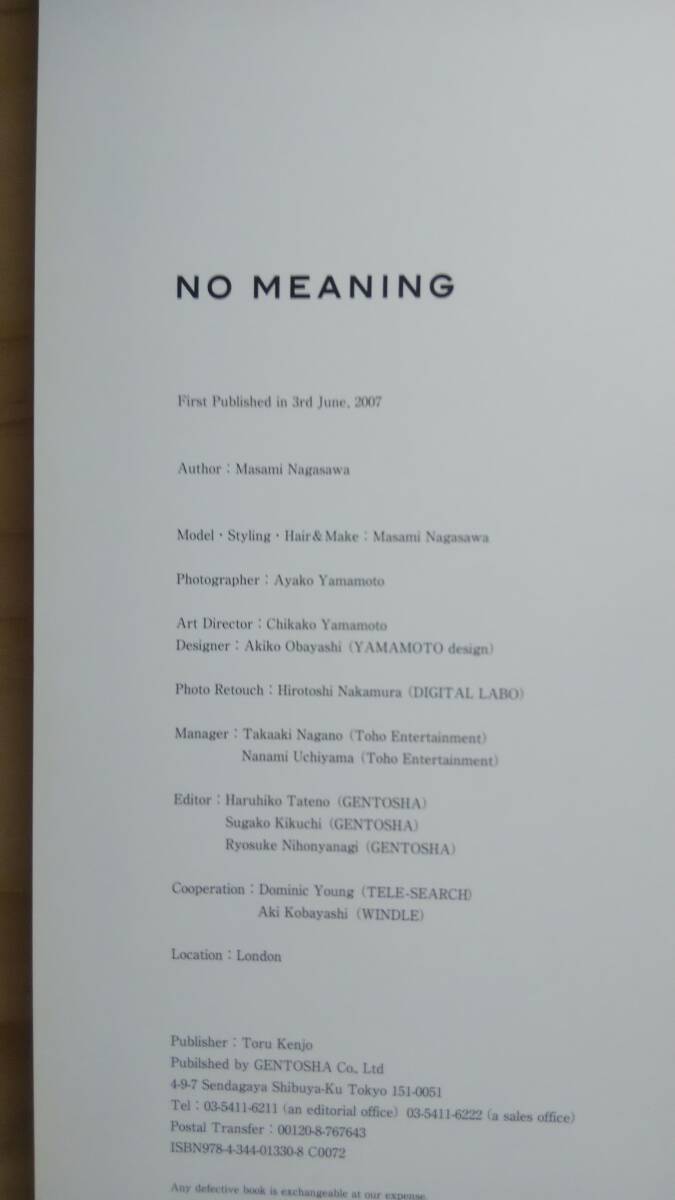 NO MEANING
First Published in 3rd June, 2007
Author：Masami Nagasawa
Model・Styling・Hair＆Make：Masami Nagasawa
Photographer：Ayako Yamamoto
Art Director：Chikako Yamamoto
Designer：Akiko Obayashi（YAMAMOTO design）
Photo Retouch：Hirotoshi Nakamura（DIGITAL LABO）
Manager：Takaaki Nagano（Toho Entertainment）
Nanami Uchiyama（Toho Entertainment）
Editor：Haruhiko Tateno（GENTOSHA）
Sugako Kikuchi（GENTOSHA）
Ryosuke Nihonyanagi（GENTOSHA）
Cooperation：Dominic Young（TELE-SEARCH）
Aki Kobayashi（WINDLE）
Location：London
Publisher：Toru Kenjo
Pubilshed by GENTOSHA Co., Ltd
4-9-7 Sendagaya Shibuya-Ku Tokyo 151-0051
Tel：03-5411-6211（an editorial office） 03-5411-6222（a sales office）
Postal Transfer：00120-8-767643
ISBN978-4-344-01330-8 C0072
Any defective book is exchangeable at our expense.